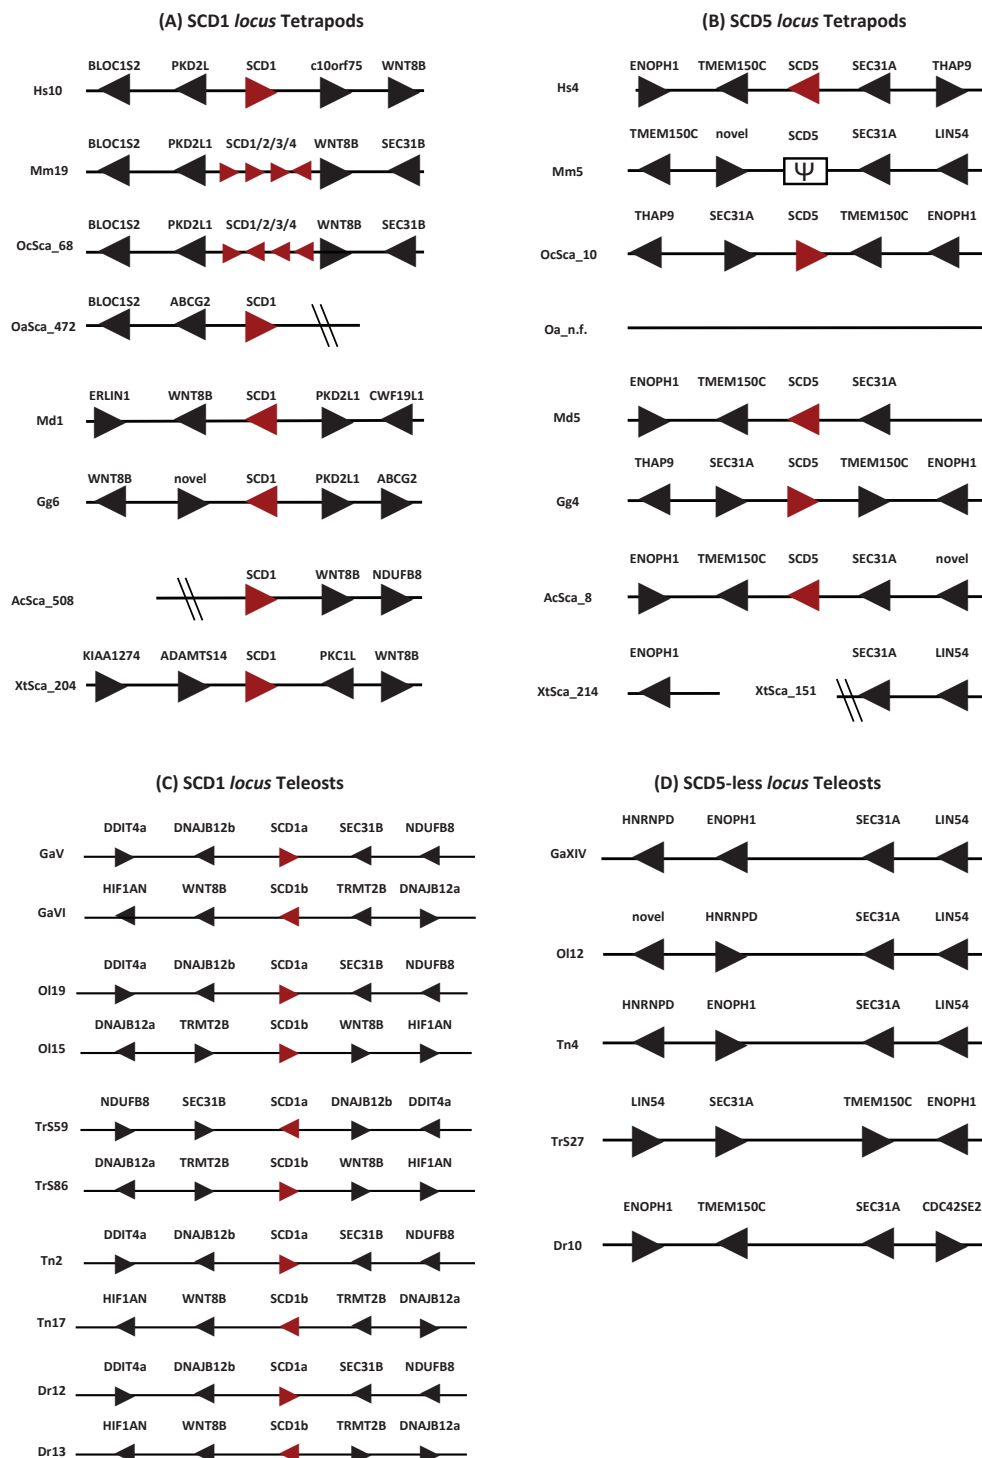 (A) SCD1 locus Tetrapods
BLOC1S2 PKD2L SCD1 c10orf75 WNT8B
Hs10
BLOC1S2 PKD2L1 SCD1/2/3/4 WNT8B SEC31B
Mm19
BLOC1S2 PKD2L1 SCD1/2/3/4 WNT8B SEC31B
OcSca_68
BLOC1S2 ABCG2 SCD1
OaSca_472
ERLIN1 WNT8B SCD1 PKD2L1 CWF19L1
Md1
WNT8B novel SCD1 PKD2L1 ABCG2
Gg6
SCD1 WNT8B NDUFB8
AcSca_508
KIAA1274 ADAMTS14 SCD1 PKC1L WNT8B
XtSca_204
(B) SCD5 locus Tetrapods
ENOPH1 TMEM150C SCD5 SEC31A THAP9
Hs4
TMEM150C novel SCD5 SEC31A LIN54
Mm5 Ψ
THAP9 SEC31A SCD5 TMEM150C ENOPH1
OcSca_10
Oa_n.f.
ENOPH1 TMEM150C SCD5 SEC31A
Md5
THAP9 SEC31A SCD5 TMEM150C ENOPH1
Gg4
ENOPH1 TMEM150C SCD5 SEC31A novel
AcSca_8
ENOPH1 SEC31A LIN54
XtSca_214 XtSca_151
(C) SCD1 locus Teleosts
DDIT4a DNAJB12b SCD1a SEC31B NDUFB8
GaV
HIF1AN WNT8B SCD1b TRMT2B DNAJB12a
GaVI
DDIT4a DNAJB12b SCD1a SEC31B NDUFB8
Ol19
DNAJB12a TRMT2B SCD1b WNT8B HIF1AN
Ol15
NDUFB8 SEC31B SCD1a DNAJB12b DDIT4a
TrS59
DNAJB12a TRMT2B SCD1b WNT8B HIF1AN
TrS86
DDIT4a DNAJB12b SCD1a SEC31B NDUFB8
Tn2
HIF1AN WNT8B SCD1b TRMT2B DNAJB12a
Tn17
DDIT4a DNAJB12b SCD1a SEC31B NDUFB8
Dr12
HIF1AN WNT8B SCD1b TRMT2B DNAJB12a
Dr13
(D) SCD5-less locus Teleosts
HNRNPD ENOPH1 SEC31A LIN54
GaXIV
novel HNRNPD SEC31A LIN54
Ol12
HNRNPD ENOPH1 SEC31A LIN54
Tn4
LIN54 SEC31A TMEM150C ENOPH1
TrS27
ENOPH1 TMEM150C SEC31A CDC42SE2
Dr10